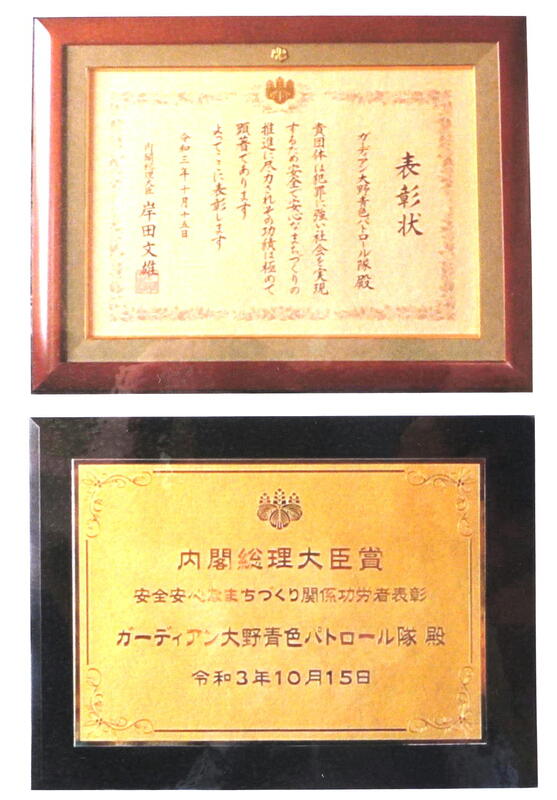 表彰状
ガーディアン大野青色パトロール隊 殿
貴団体は犯罪に強い社会を実現
するため安全で安心なまちづくりの
推進に尽力されその功績は極めて
顕著であります
よってここに表彰します
令和三年十月十五日
内閣総理大臣 岸田文雄
内閣総理大臣賞
安全安心なまちづくり関係功労者表彰
ガーディアン大野青色パトロール隊 殿
令和3年10月15日